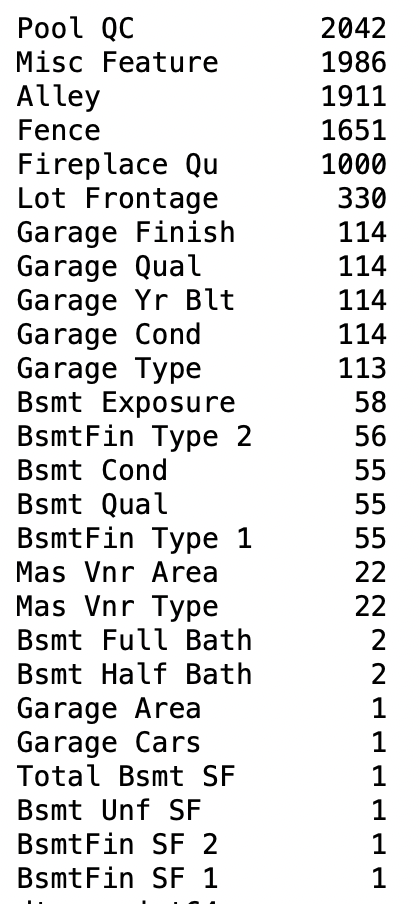 Pool QC 2042
Misc Feature 1986
Alley 1911
Fence 1651
Fireplace Qu 1000
Lot Frontage 330
Garage Finish 114
Garage Qual 114
Garage Yr Blt 114
Garage Cond 114
Garage Type 113
Bsmt Exposure 58
BsmtFin Type 2 56
Bsmt Cond 55
Bsmt Qual 55
BsmtFin Type 1 55
Mas Vnr Area 22
Mas Vnr Type 22
Bsmt Full Bath 2
Bsmt Half Bath 2
Garage Area 1
Garage Cars 1
Total Bsmt SF 1
Bsmt Unf SF 1
BsmtFin SF 2 1
BsmtFin SF 1 1